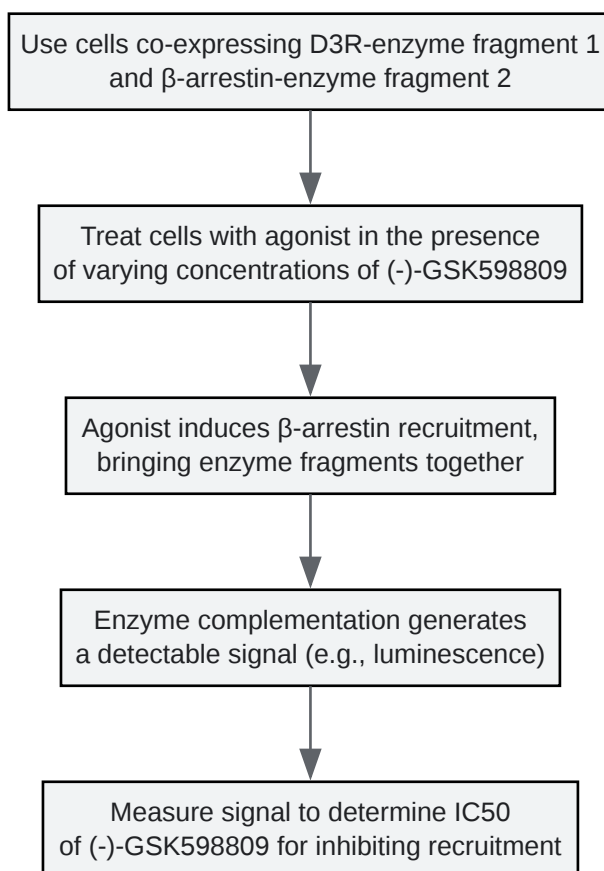 Use cells co-expressing D3R-enzyme fragment 1
and β-arrestin-enzyme fragment 2
Treat cells with agonist in the presence
of varying concentrations of (-)-GSK598809
Agonist induces β-arrestin recruitment,
bringing enzyme fragments together
Enzyme complementation generates
a detectable signal (e.g., luminescence)
Measure signal to determine IC50
of (-)-GSK598809 for inhibiting recruitment